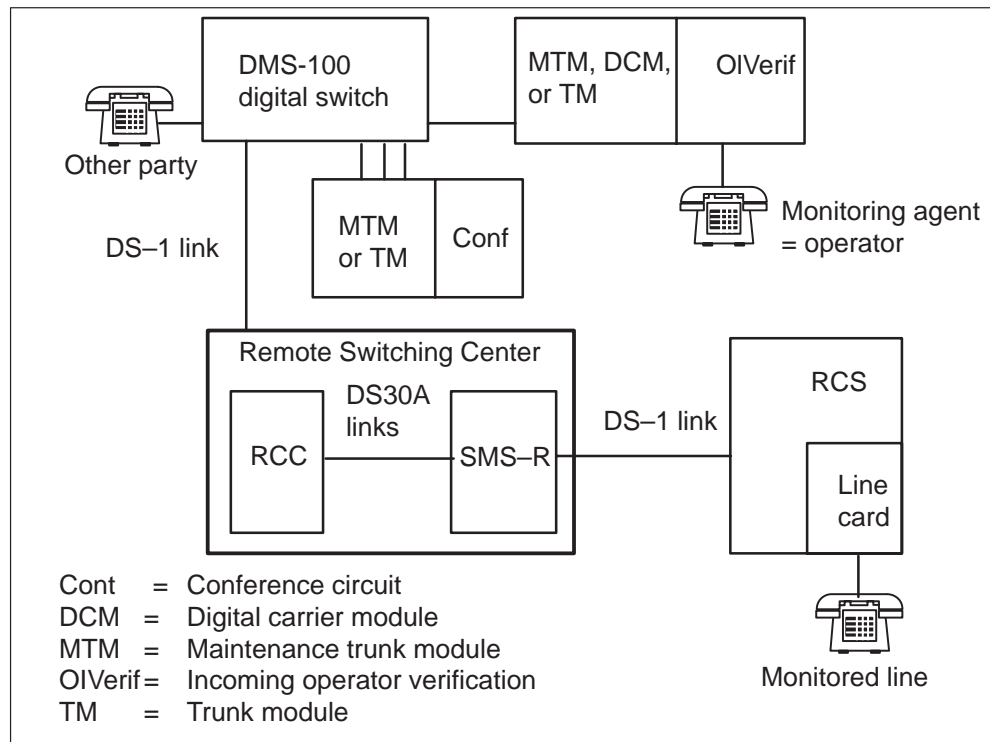 DMS-100
digital switch
MTM, DCM,
or TM
OIVerif
Other party
MTM
or TM
Conf
Monitoring agent
= operator
DS–1 link
Remote Switching Center
RCC
DS30A
links
SMS–R
DS–1 link
RCS
Line
card
Monitored line
Cont = Conference circuit
DCM = Digital carrier module
MTM = Maintenance trunk module
OIVerif= Incoming operator verification
TM = Trunk module